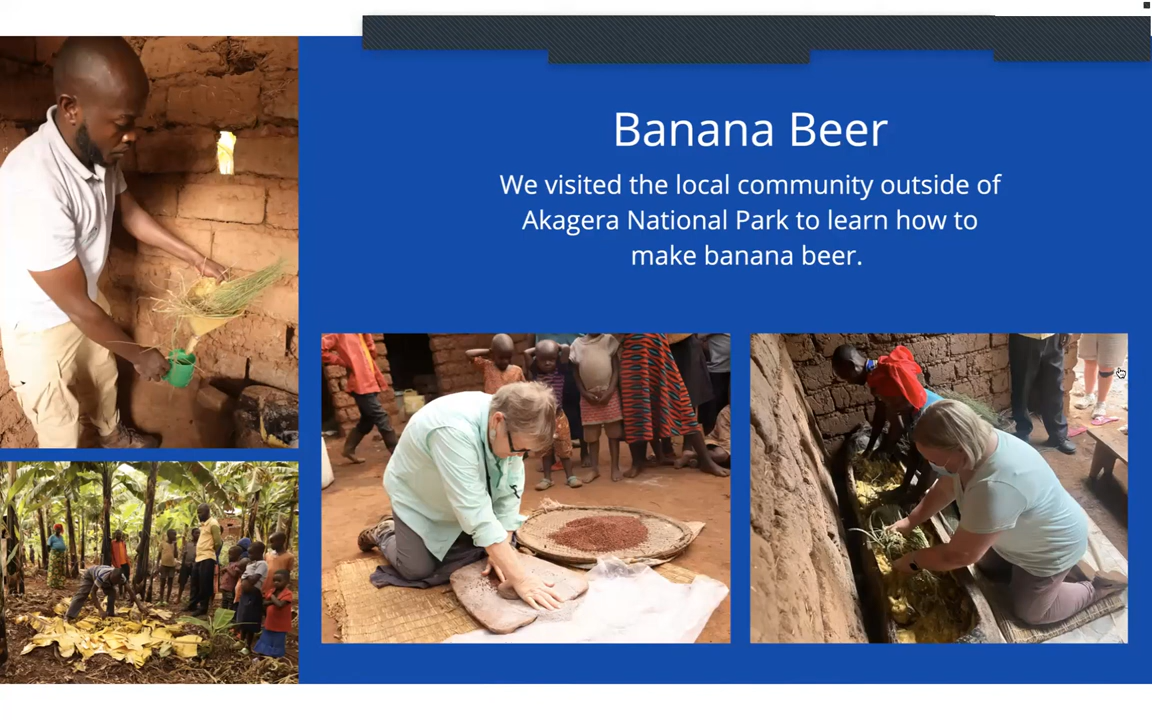 Banana Beer
We visited the local community outside of
Akagera National Park to learn how to
make banana beer.